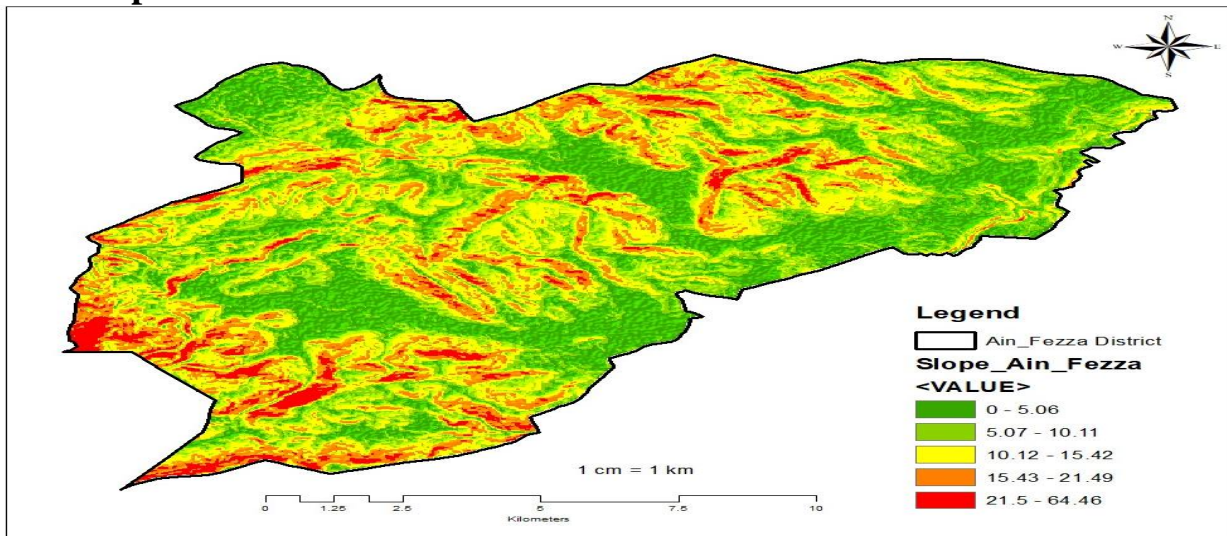 N
W E
S
Legend
Ain_Fezza District
Slope_Ain_Fezza
<VALUE>
0 - 5.06
5.07 - 10.11
10.12 - 15.42
15.43 - 21.49
21.5 - 64.46
1 cm = 1 km
0 1.25 2.5 5 7.5 10
Kilometers